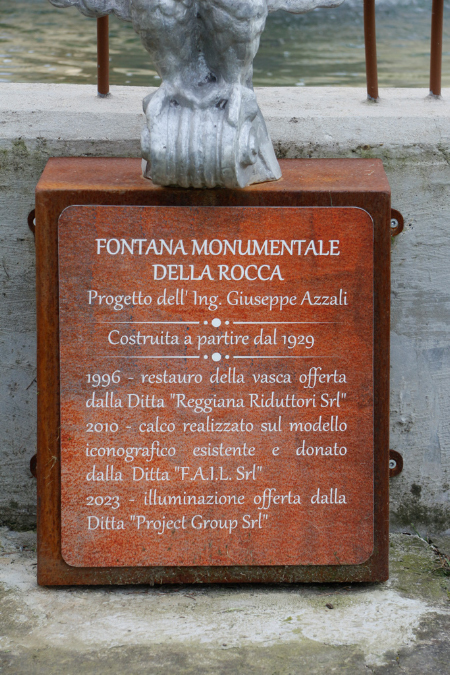 FONTANA MONUMENTALE
DELLA ROCCA
Progetto dell' Ing. Giuseppe Azzali
Costruita a partire dal 1929
1996 - restauro della vasca offerta
dalla Ditta "Reggiana Riduttori Srl"
2010 - calco realizzato sul modello
iconografico esistente e donato
dalla Ditta "F.A.I.L. Srl"
2023 - illuminazione offerta dalla
Ditta "Project Group Srl"